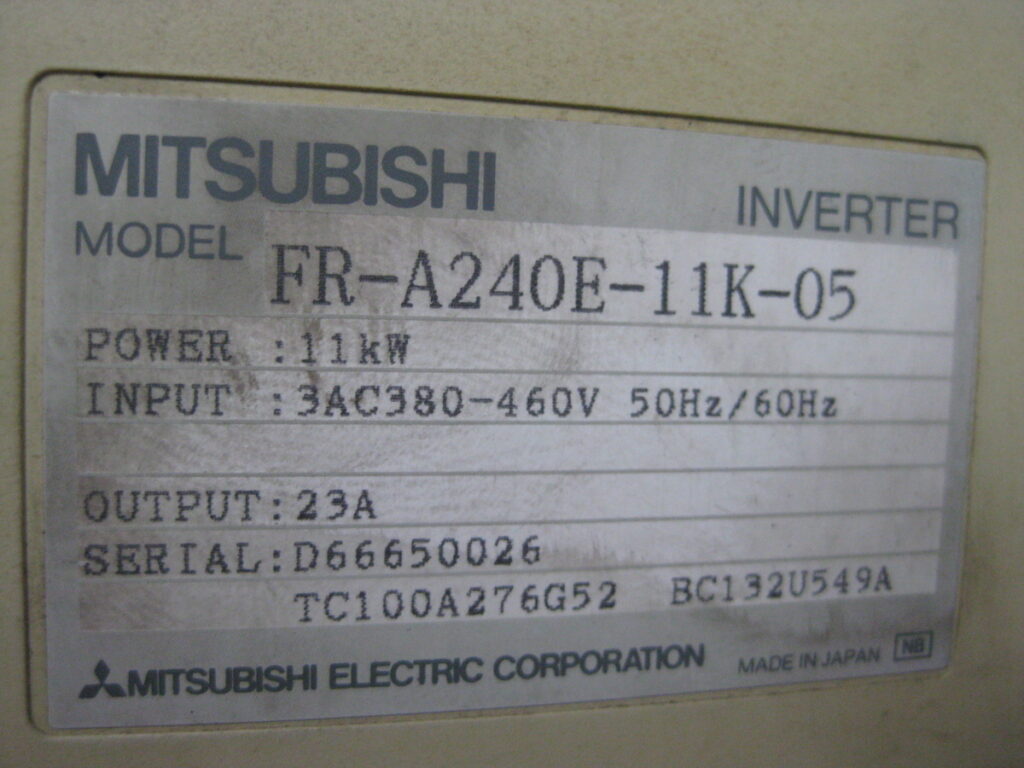 MITSUBISHI
INVERTER
MODEL FR-A240E-11K-05
POWER :11kW
INPUT :3AC380-460V 50Hz/60Hz
OUTPUT:23A
SERIAL:D66650026
TC100A276G52 BC132U549A
MITSUBISHI ELECTRIC CORPORATION MADE IN JAPAN NB